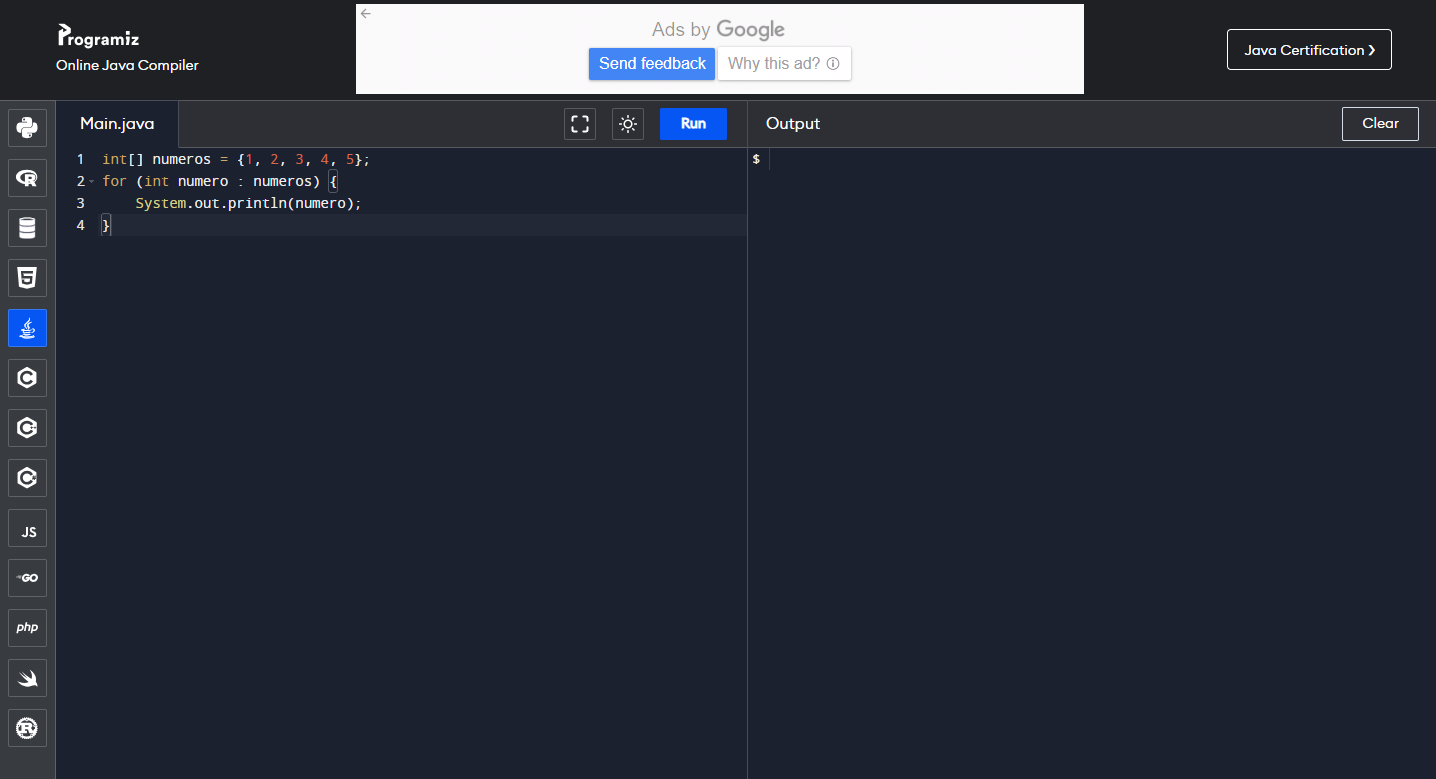 Programiz
Online Java Compiler
Ads by Google
Send feedback
Why this ad?
Java Certification ❯
Main.java
Run
Output
Clear
1 int[] numeros = {1, 2, 3, 4, 5};
2 for (int numero : numeros) {
3     System.out.println(numero);
4 }
$
R
5
C
C
C
JS
GO
php
R